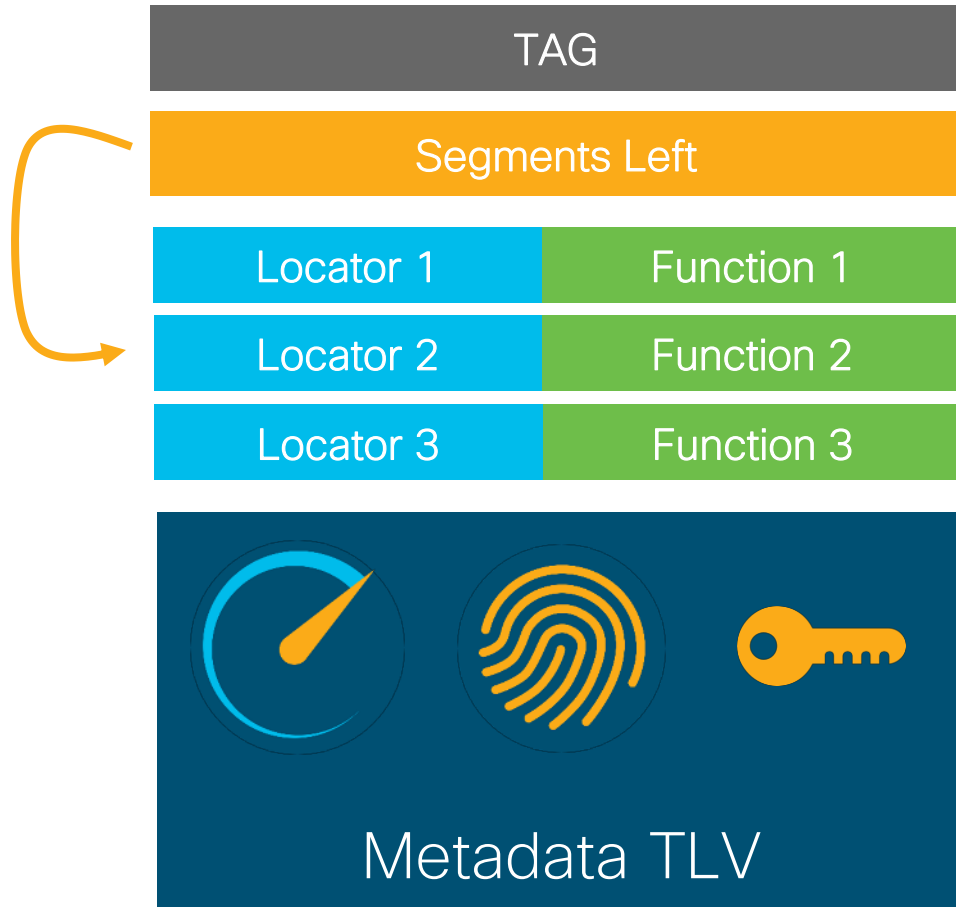 TAG
Segments Left
Locator 1 Function 1
Locator 2 Function 2
Locator 3 Function 3
Metadata TLV